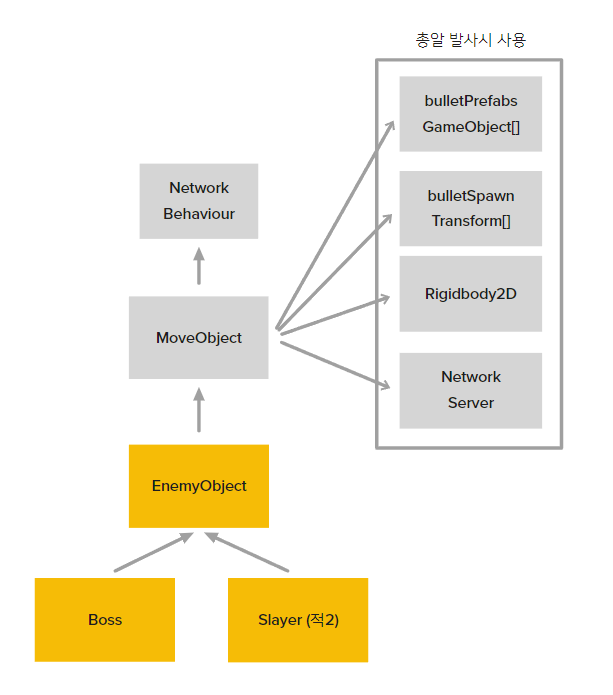 총알 발사시 사용
bulletPrefabs
GameObject[]
bulletSpawn
Transform[]
Rigidbody2D
Network
Server
Network
Behaviour
MoveObject
EnemyObject
Boss
Slayer (적2)